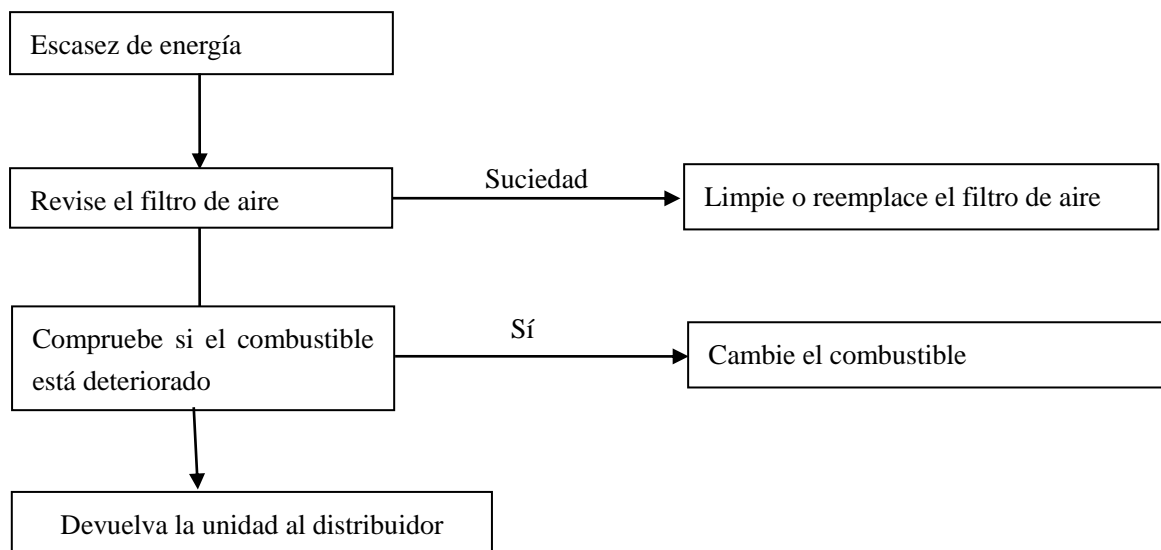 Escasez de energía
Revise el filtro de aire
Suciedad
Limpie o reemplace el filtro de aire
Compruebe si el combustible
está deteriorado
Sí
Cambie el combustible
Devuelva la unidad al distribuidor